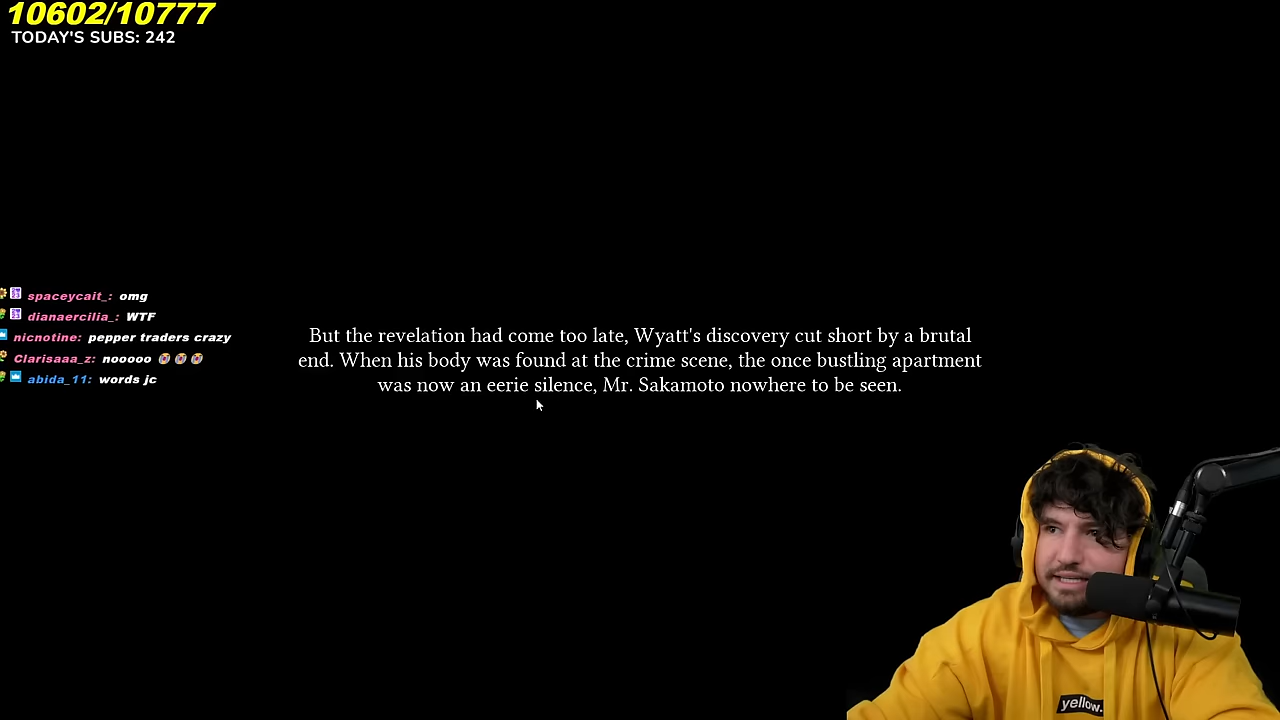 10602/10777
TODAY'S SUBS: 242
spaceycait_: omg
dianaercilia_: WTF
nicnotine: pepper traders crazy
Clarisaaa_z: nooooo
abida_11: words jc
But the revelation had come too late, Wyatt's discovery cut short by a brutal
end. When his body was found at the crime scene, the once bustling apartment
was now an eerie silence, Mr. Sakamoto nowhere to be seen.
yellow.